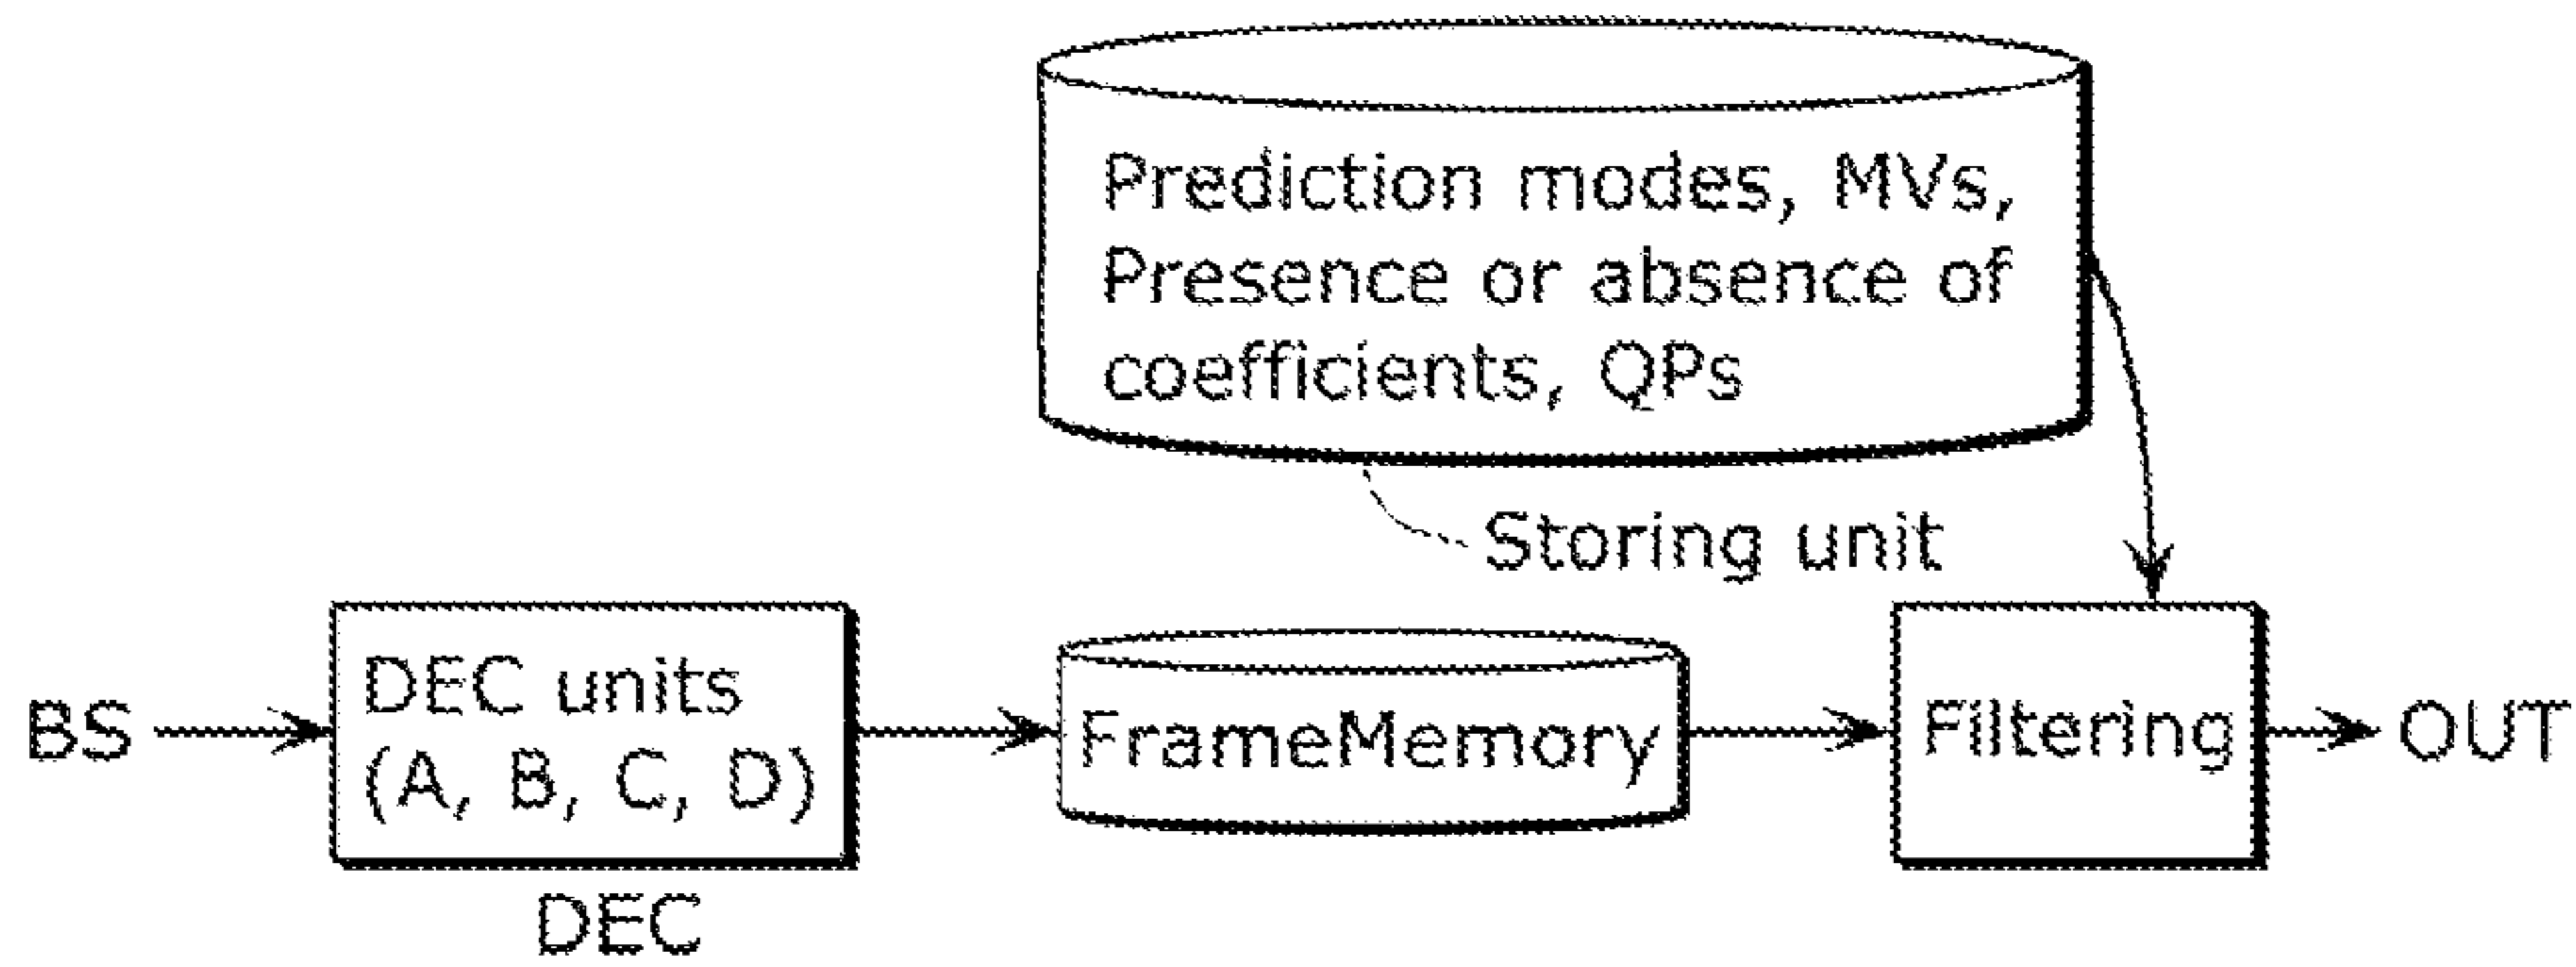 Prediction modes, MVs,
Presence or absence of
coefficients, QPs
Storing unit
BS
DEC units
(A, B, C, D)
DEC
FrameMemory
Filtering
OUT